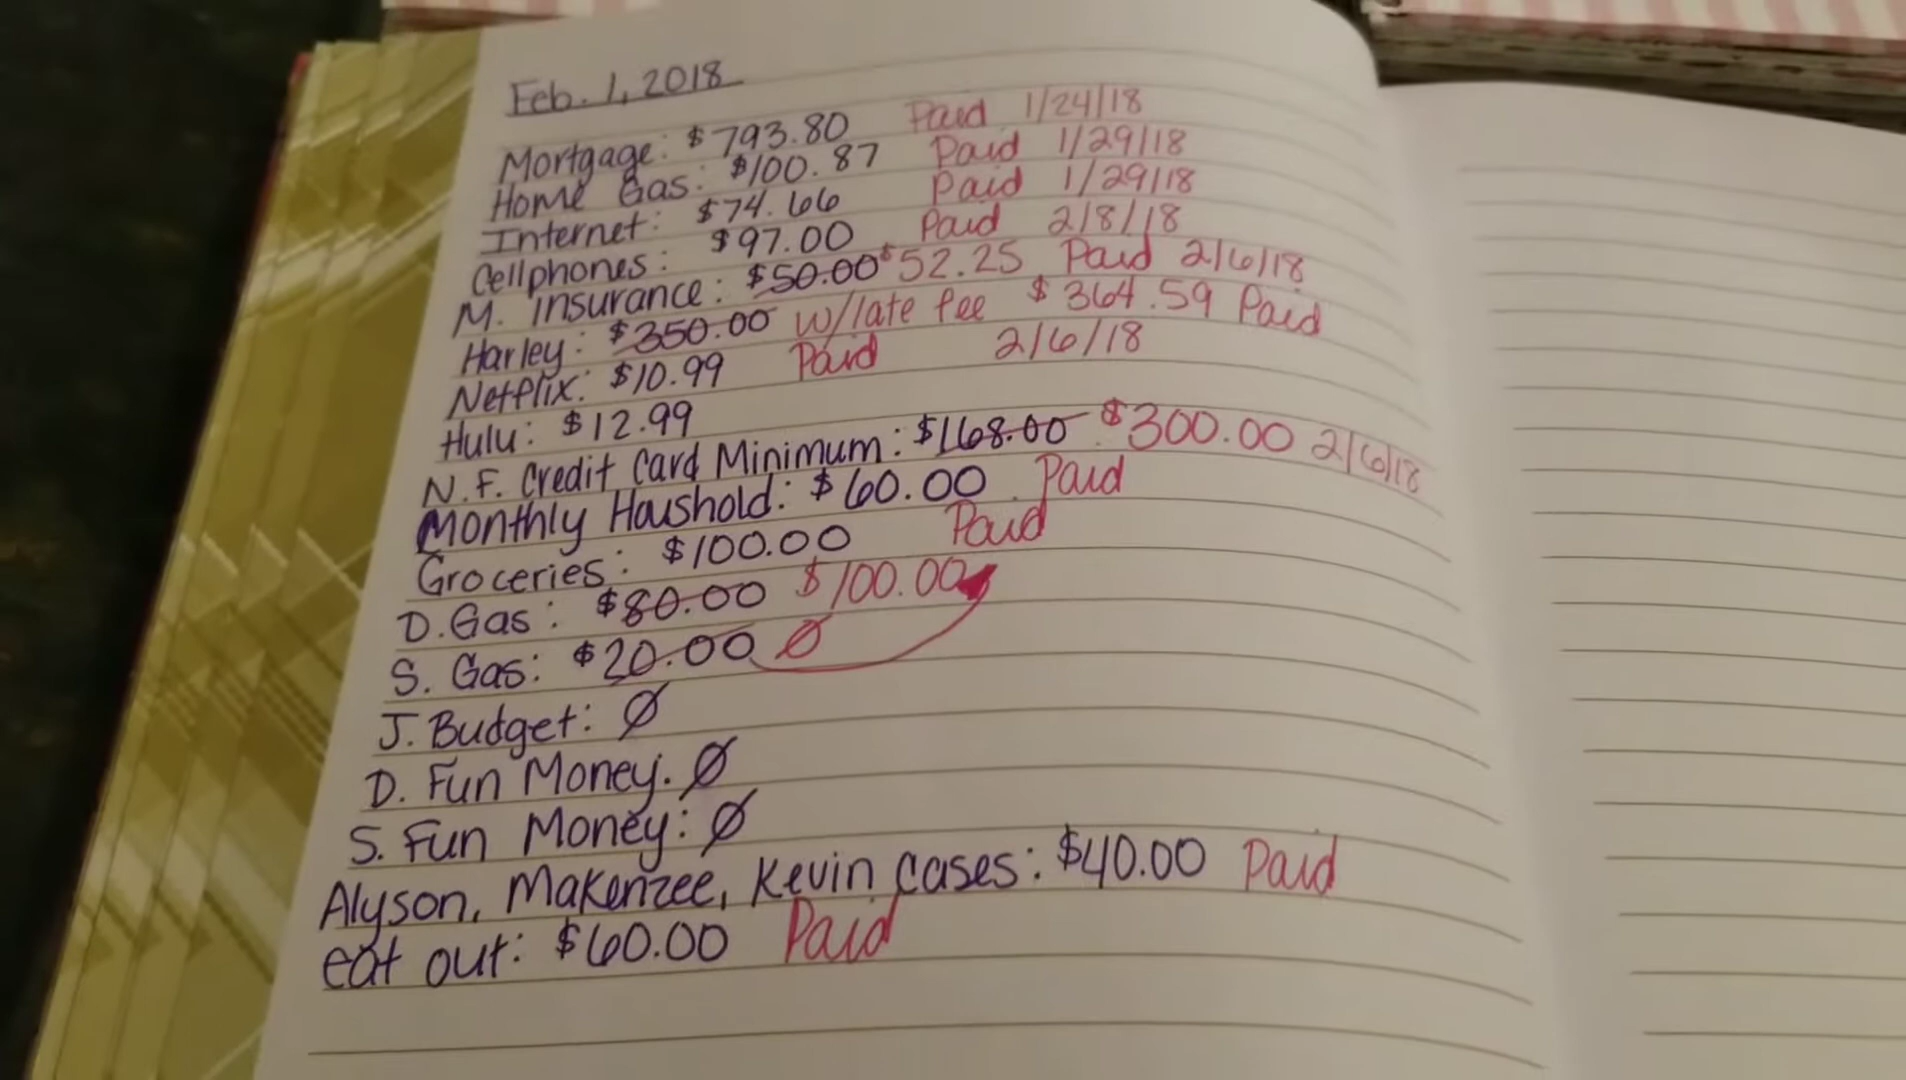 Feb. 1, 2018
Mortgage: $793.80 Paid 1/24/18
Home Gas: $100.87 Paid 1/29/18
Internet: $74.66 Paid 1/29/18
Cellphones: $97.00 Paid 2/8/18
M. Insurance: $50.00 $52.25 Paid 2/6/18
Harley: $350.00 w/late fee $364.59 Paid
Netflix: $10.99 Paid 2/6/18
Hulu: $12.99
N.F. Credit Card Minimum: $168.00 $300.00 2/6/18
Monthly Haushold: $60.00 Paid
Groceries: $100.00 Paid
D. Gas: $80.00 $100.00
S. Gas: $20.00 Ø
J. Budget: Ø
D. Fun Money: Ø
S. Fun Money: Ø
Alyson, Makenzee, Kevin cases: $40.00 Paid
eat out: $60.00 Paid